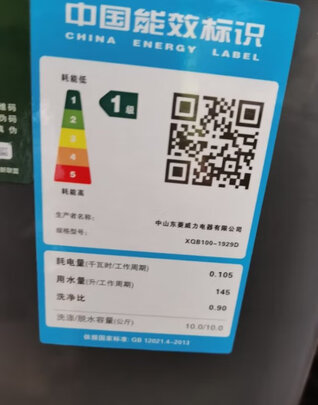 中国能效标识
CHINA ENERGY LABEL
耗能低
1
1级
2
3
4
5
耗能高
生产者名称:
中山东菱威力电器有限公司
规格型号:
XQB100-1929D
耗电量(千瓦时/工作周期) 0.105
用水量(升/工作周期) 145
洗净比 0.90
洗涤/脱水容量(公斤) 10.0/10.0
依据国家标准: GB 12021.4-2013